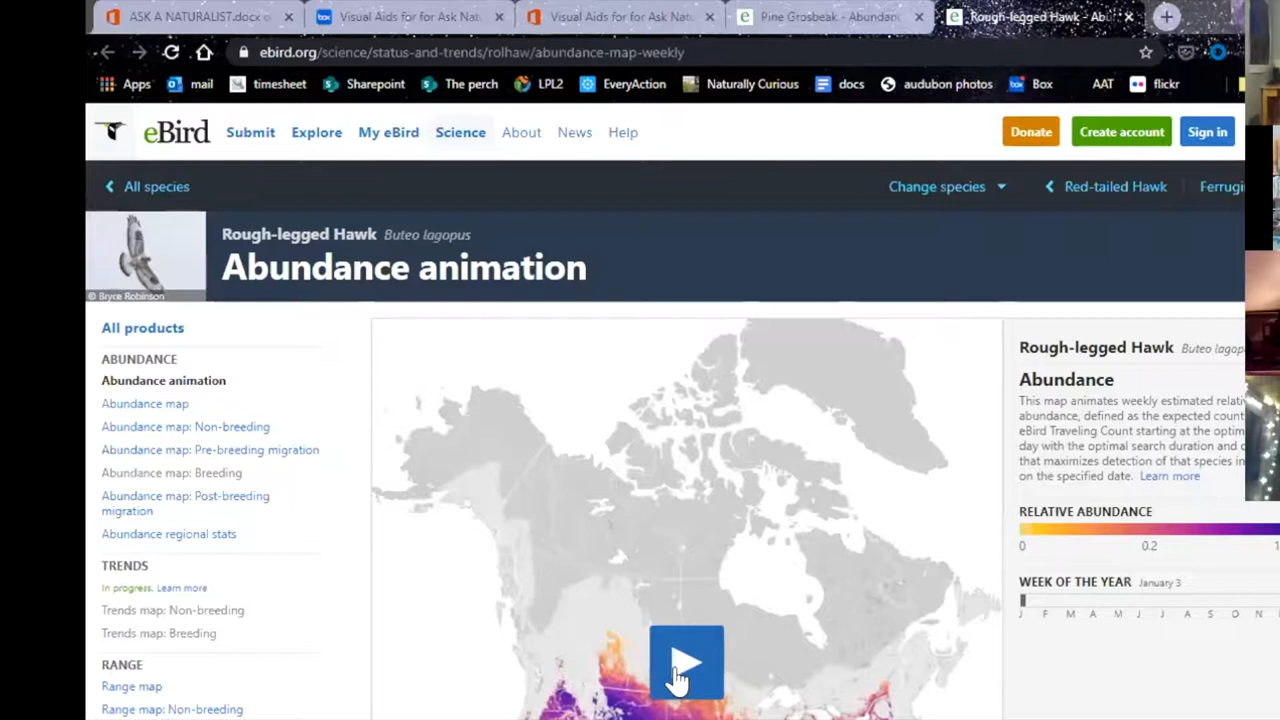 ASK A NATURALIST.docx o
Visual Aids for for Ask Nat
Visual Aids for for Ask Natu
Pine Grosbeak - Abundan
Rough-legged Hawk - Abu
ebird.org/science/status-and-trends/rolhaw/abundance-map-weekly
Apps mail timesheet Sharepoint The perch LPL2 EveryAction Naturally Curious docs audubon photos Box AAT flickr
eBird Submit Explore My eBird Science About News Help Donate Create account Sign in
All species Change species Red-tailed Hawk Ferrugi
Rough-legged Hawk Buteo lagopus
Abundance animation
© Bryce Robinson
All products
ABUNDANCE
Abundance animation
Abundance map
Abundance map: Non-breeding
Abundance map: Pre-breeding migration
Abundance map: Breeding
Abundance map: Post-breeding
migration
Abundance regional stats
TRENDS
In progress. Learn more
Trends map: Non-breeding
Trends map: Breeding
RANGE
Range map
Range map: Non-breeding
Rough-legged Hawk Buteo lagop
Abundance
This map animates weekly estimated relati
abundance, defined as the expected count
eBird Traveling Count starting at the optim
day with the optimal search duration and d
that maximizes detection of that species in
on the specified date. Learn more
RELATIVE ABUNDANCE
0 0.2 1
WEEK OF THE YEAR January 3
J F M A M J J A S O N